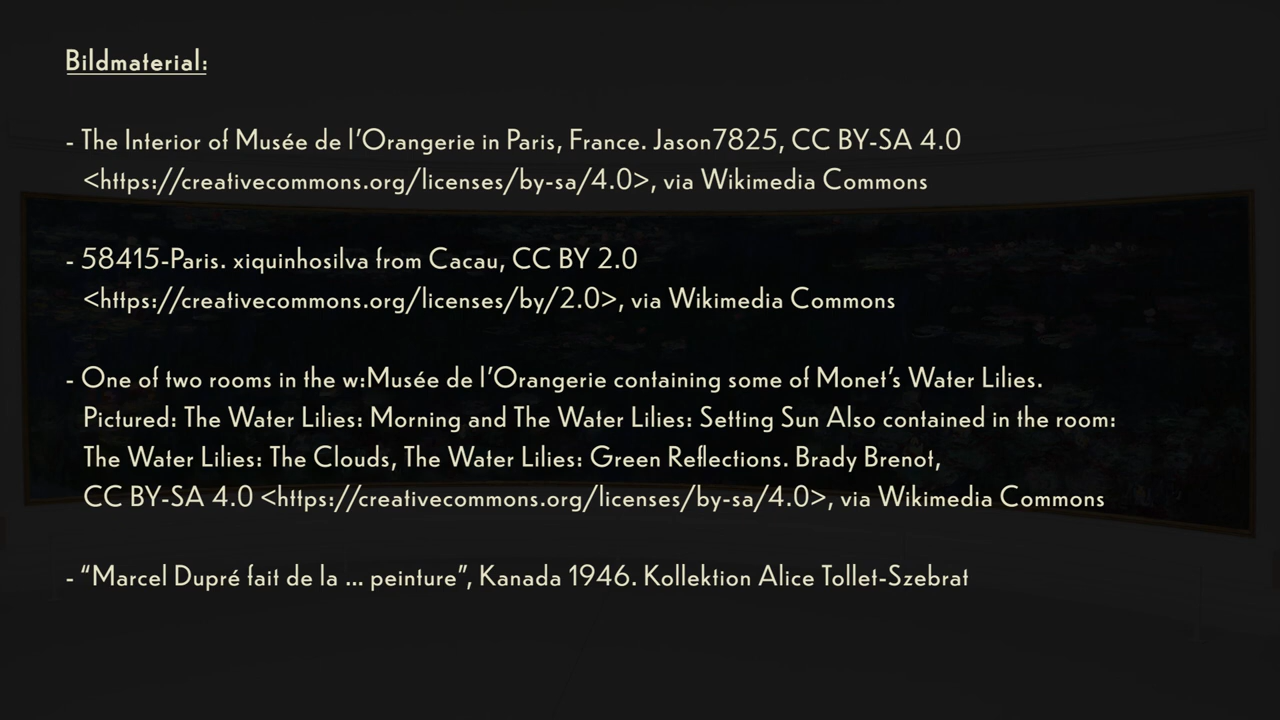 Bildmaterial:
- The Interior of Musée de l'Orangerie in Paris, France. Jason7825, CC BY-SA 4.0
<https://creativecommons.org/licenses/by-sa/4.0>, via Wikimedia Commons
- 58415-Paris. xiquinhosilva from Cacau, CC BY 2.0
<https://creativecommons.org/licenses/by/2.0>, via Wikimedia Commons
- One of two rooms in the w:Musée de l'Orangerie containing some of Monet's Water Lilies.
Pictured: The Water Lilies: Morning and The Water Lilies: Setting Sun Also contained in the room:
The Water Lilies: The Clouds, The Water Lilies: Green Reflections. Brady Brenot,
CC BY-SA 4.0 <https://creativecommons.org/licenses/by-sa/4.0>, via Wikimedia Commons
- “Marcel Dupré fait de la ... peinture”, Kanada 1946. Kollektion Alice Tollet-Szebrat